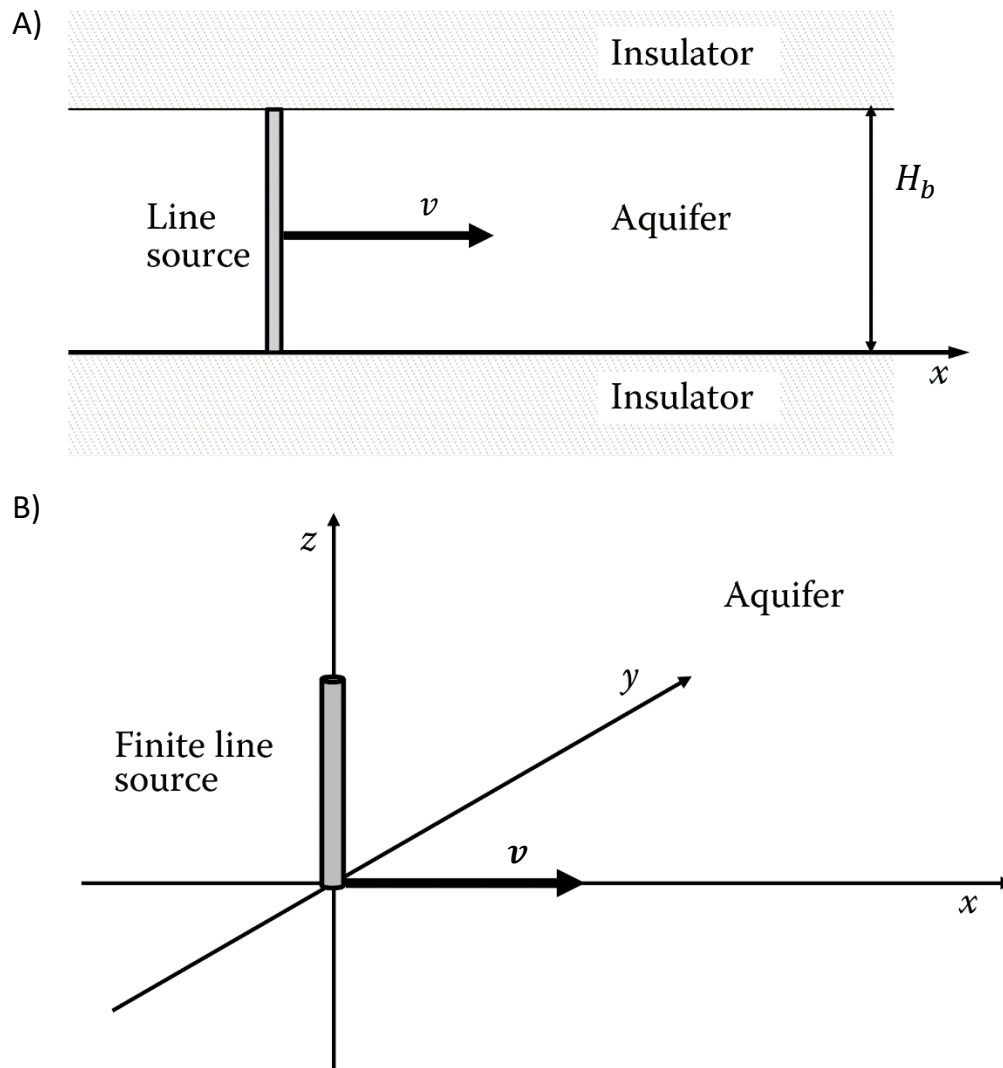 A)
Insulator
H_b
v
Line
source
Aquifer
x
Insulator
B)
z
Aquifer
y
Finite line
source
v
x